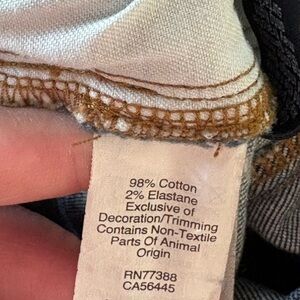 98% Cotton
2% Elastane
Exclusive of
Decoration/Trimming
Contains Non-Textile
Parts Of Animal
Origin
RN77388
CA56445